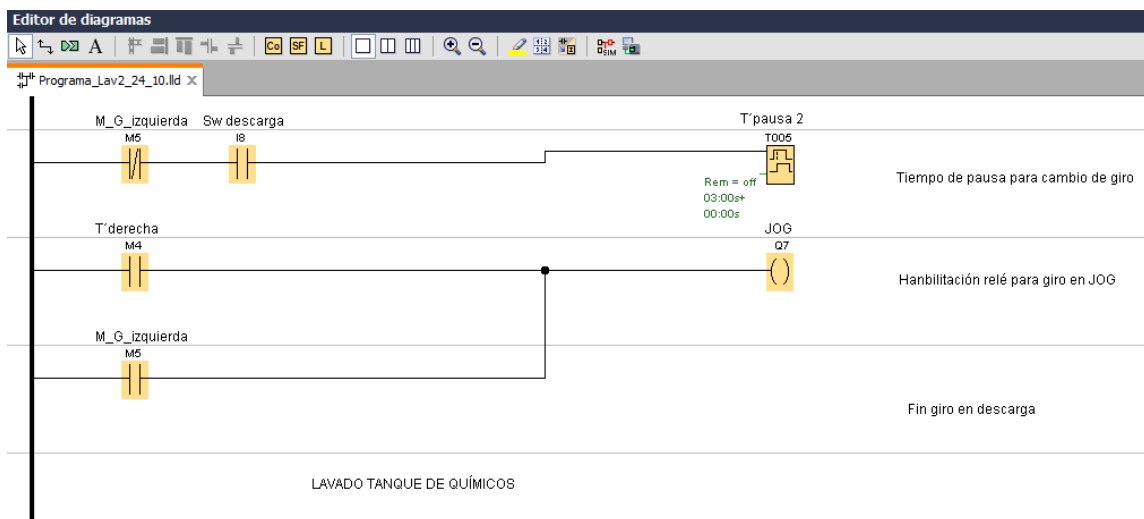 Editor de diagramas
A Co SF L
Programa_Lav2_24_10.lld
M_G_izquierda Sw descarga T´pausa 2
M5 I8 T005
Rem = off
03:00s+
00:00s
Tiempo de pausa para cambio de giro
T´derecha JOG
M4 Q7
Hanbilitación relé para giro en JOG
M_G_izquierda
M5
Fin giro en descarga
LAVADO TANQUE DE QUÍMICOS